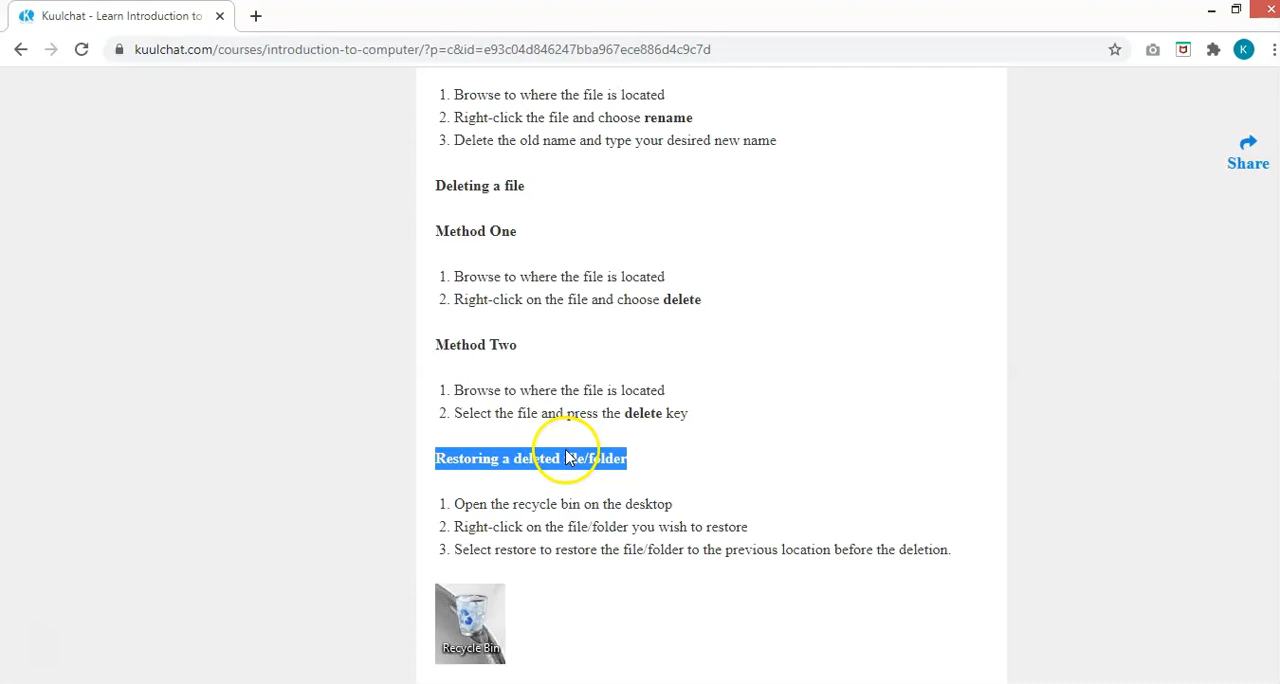 Kuulchat - Learn Introduction to
kuulchat.com/courses/introduction-to-computer/?p=c&id=e93c04d846247bba967ece886d4c9c7d
K
1. Browse to where the file is located
2. Right-click the file and choose rename
3. Delete the old name and type your desired new name
Share
Deleting a file
Method One
1. Browse to where the file is located
2. Right-click on the file and choose delete
Method Two
1. Browse to where the file is located
2. Select the file and press the delete key
Restoring a deleted file/folder
1. Open the recycle bin on the desktop
2. Right-click on the file/folder you wish to restore
3. Select restore to restore the file/folder to the previous location before the deletion.
Recycle Bin